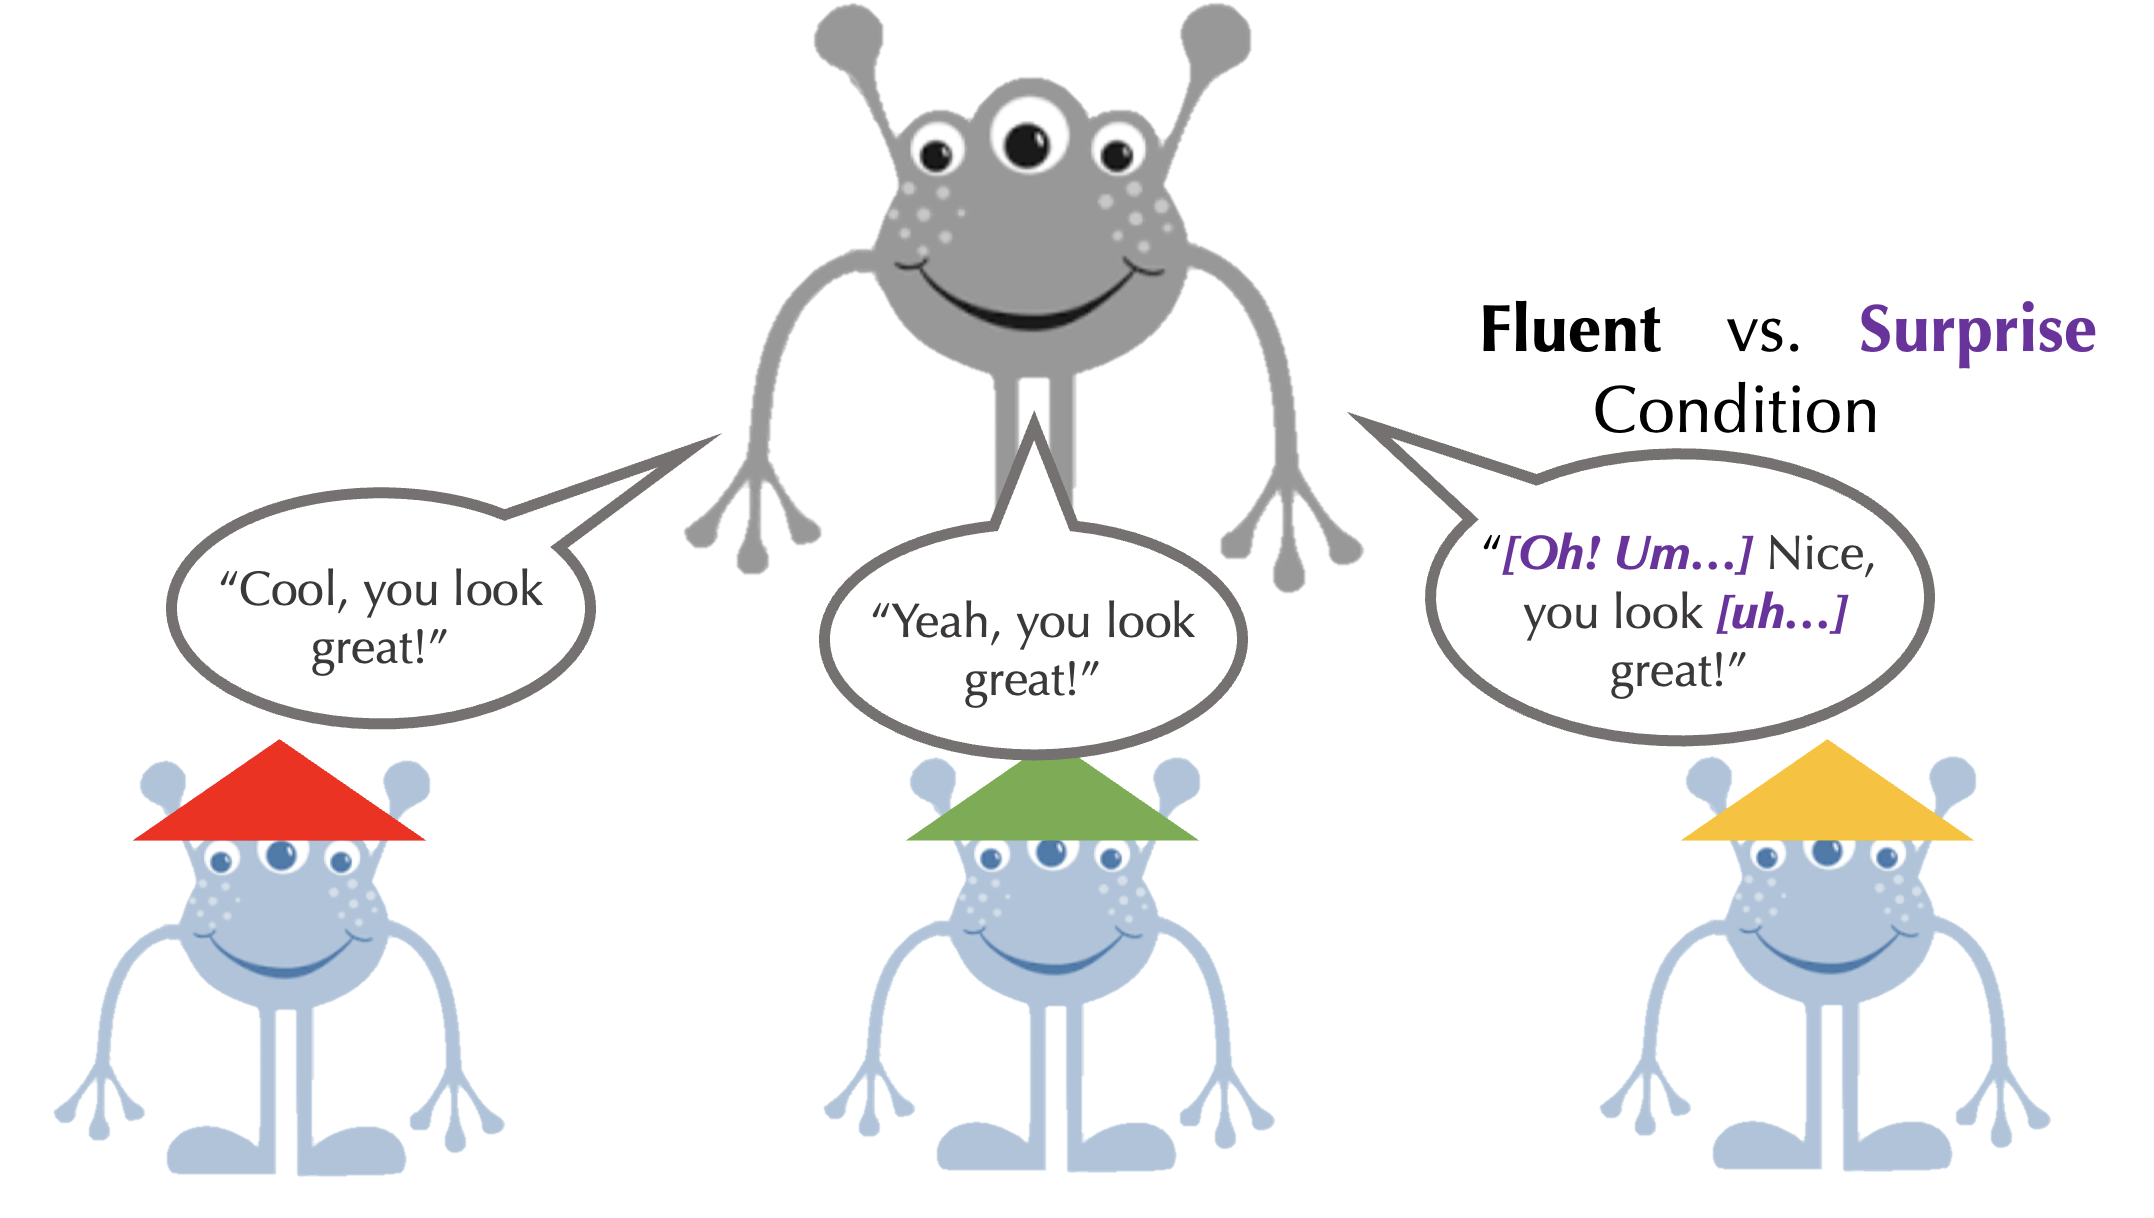 Fluent vs. Surprise
Condition
“Cool, you look
great!”
“Yeah, you look
great!”
“[Oh! Um…] Nice,
you look [uh…]
great!”